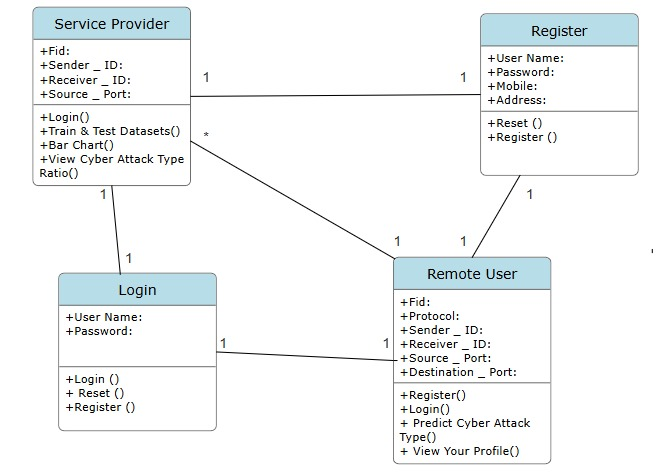 Service Provider
+Fid:
+Sender _ ID:
+Receiver _ ID:
+Source _ Port:
+Login()
+Train & Test Datasets()
+Bar Chart()
+View Cyber Attack Type
Ratio()
1
1
*
Register
+User Name:
+Password:
+Mobile:
+Address:
+Reset ()
+Register ()
1
1
1
1
1
Login
+User Name:
+Password:
+Login ()
+ Reset ()
+Register ()
1
1
Remote User
+Fid:
+Protocol:
+Sender _ ID:
+Receiver _ ID:
+Source _ Port:
+Destination _ Port:
+Register()
+Login()
+ Predict Cyber Attack
Type()
+ View Your Profile()